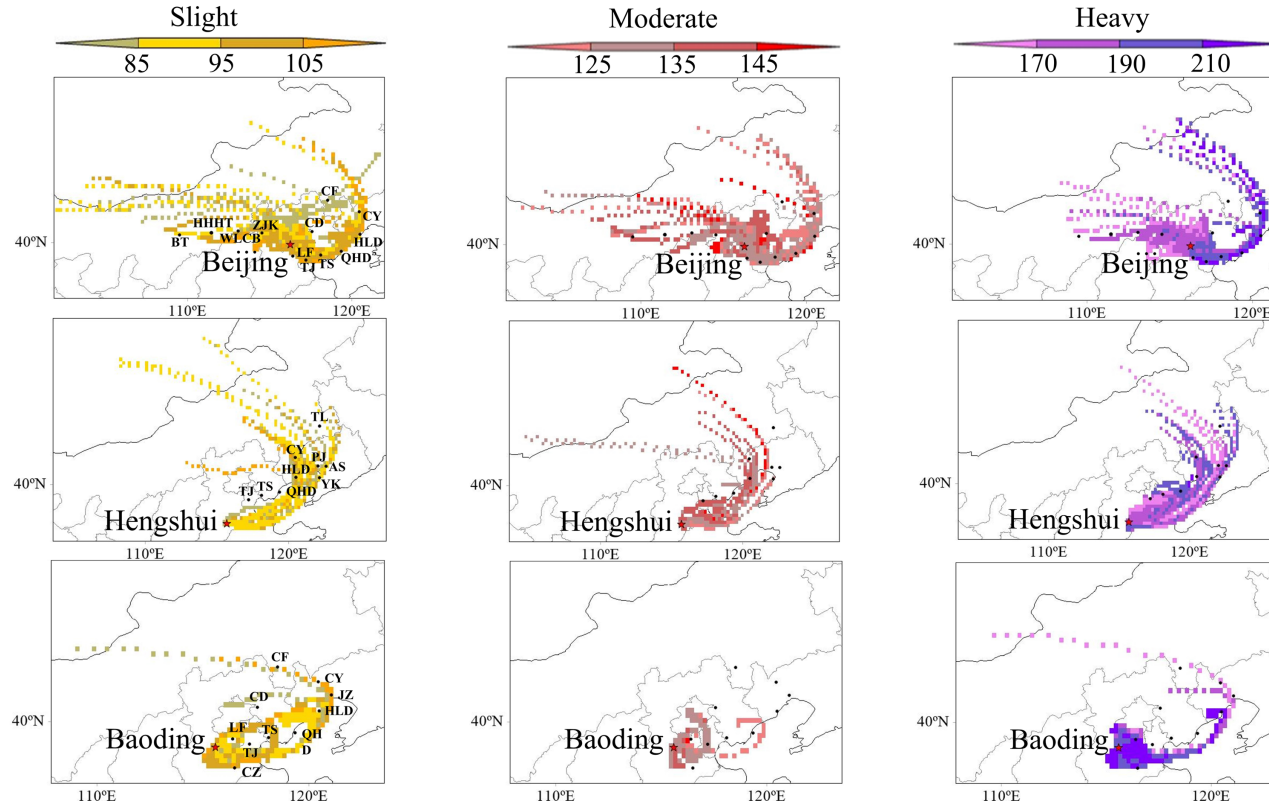 Slight Moderate Heavy
85 95 105 125 135 145 170 190 210
CF
CY
HHHT ZJK CD
BT WLCB HLD
40ºN LF QHD 40ºN 40ºN
Beijing TJ TS Beijing Beijing
110ºE 120ºE 110ºE 120ºE 110ºE 120ºE
TL
CY PJ
HLD AS
40ºN TJ TS QHD YK 40ºN 40ºN
Hengshui Hengshui Hengshui
110ºE 120ºE 110ºE 120ºE 110ºE 120ºE
CF
CY
CD JZ
HLD
40ºN LF TS QH 40ºN 40ºN
Baoding TJ D Baoding Baoding
CZ
110ºE 120ºE 110ºE 120ºE 110ºE 120ºE